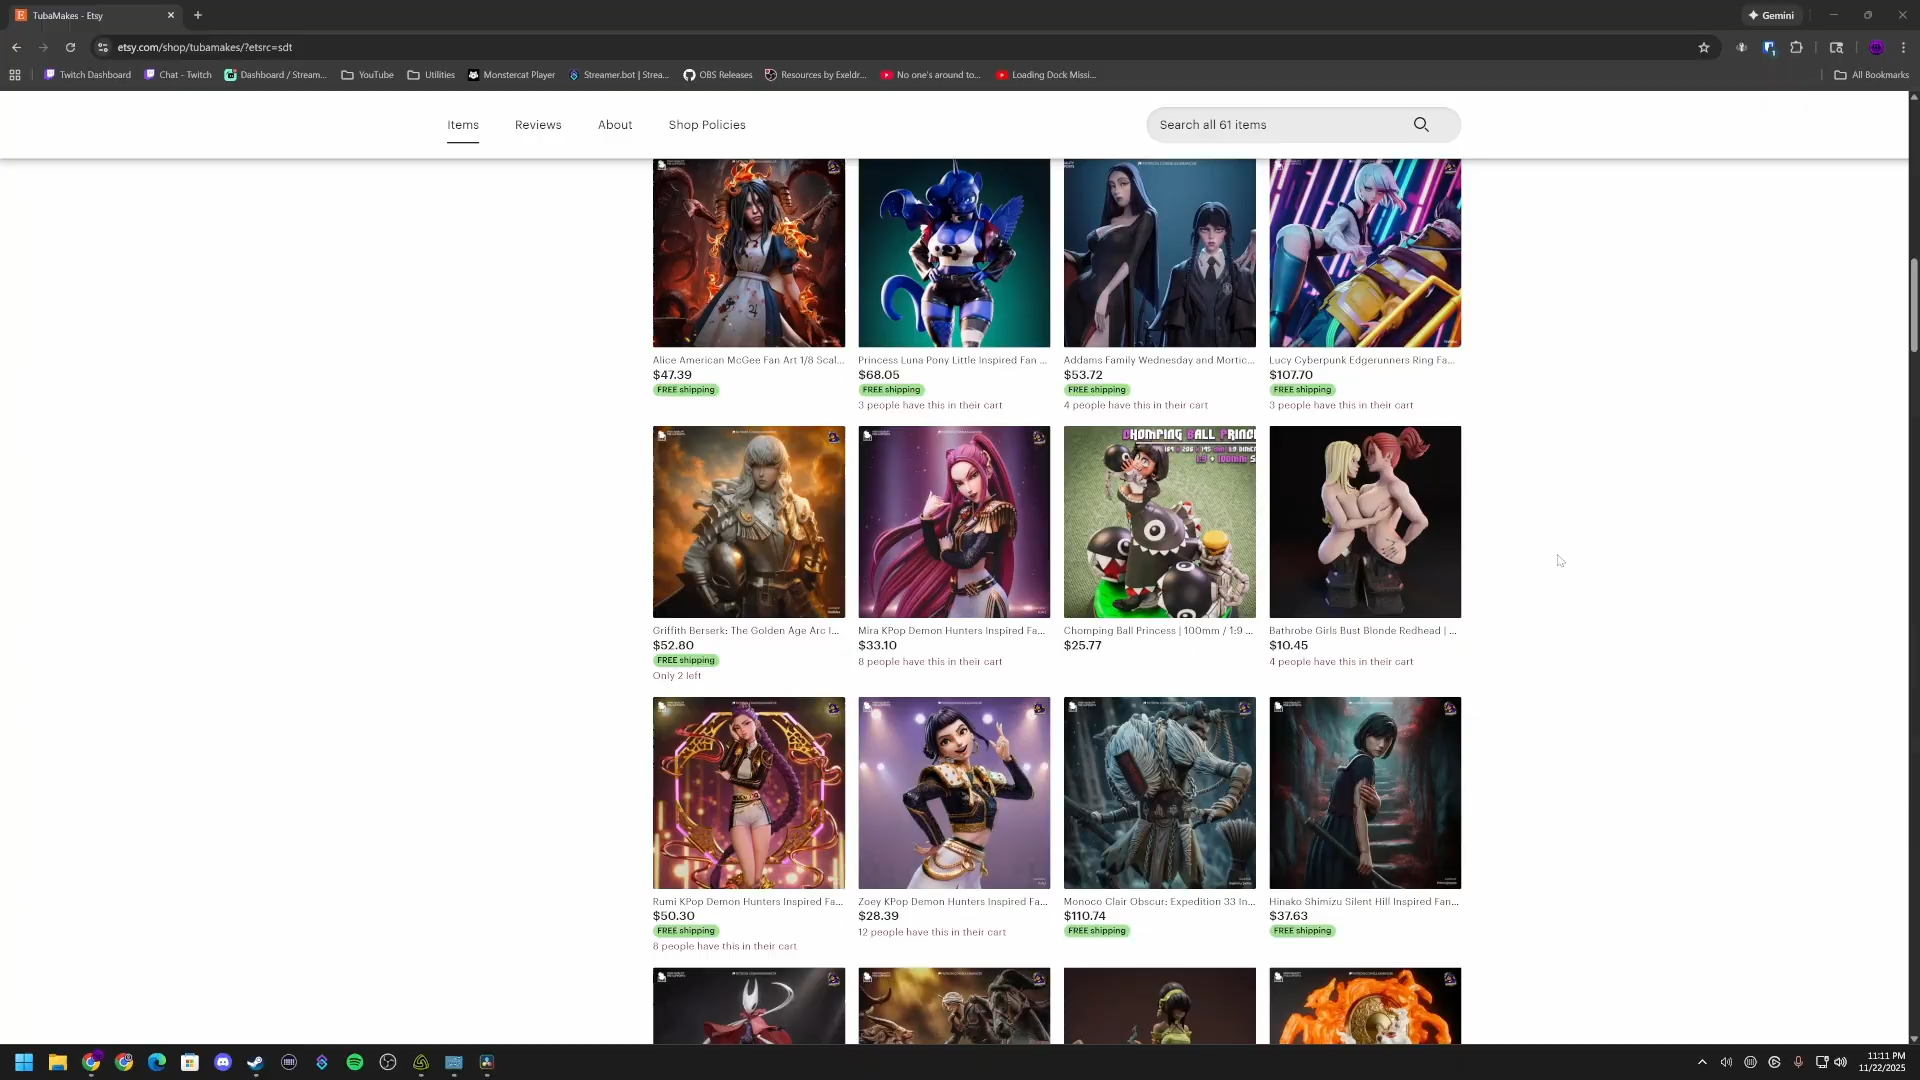 TubaMakes - Etsy
Gemini
etsy.com/shop/tubamakes/?etsrc=sdt
Twitch Dashboard
Chat - Twitch
Dashboard / Stream...
YouTube
Utilities
Monstercat Player
Streamer.bot | Strea...
OBS Releases
Resources by Exeldr...
No one's around to...
Loading Dock Missi...
All Bookmarks
Items
Reviews
About
Shop Policies
Search all 61 items
Alice American McGee Fan Art 1/8 Scal...
$47.39
FREE shipping
Princess Luna Pony Little Inspired Fan ...
$68.05
FREE shipping
3 people have this in their cart
Addams Family Wednesday and Mortic...
$53.72
FREE shipping
4 people have this in their cart
Lucy Cyberpunk Edgerunners Ring Fa...
$107.70
FREE shipping
3 people have this in their cart
CHOMPING BALL PRINC
Griffith Berserk: The Golden Age Arc I...
$52.80
FREE shipping
Only 2 left
Mira KPop Demon Hunters Inspired Fa...
$33.10
8 people have this in their cart
Chomping Ball Princess | 100mm / 1:9 ...
$25.77
Bathrobe Girls Bust Blonde Redhead | ...
$10.45
4 people have this in their cart
Rumi KPop Demon Hunters Inspired Fa...
$50.30
FREE shipping
8 people have this in their cart
Zoey KPop Demon Hunters Inspired Fa...
$28.39
12 people have this in their cart
Monoco Clair Obscur: Expedition 33 In...
$110.74
FREE shipping
Hinako Shimizu Silent Hill Inspired Fan...
$37.63
FREE shipping
11:11 PM
11/22/2025